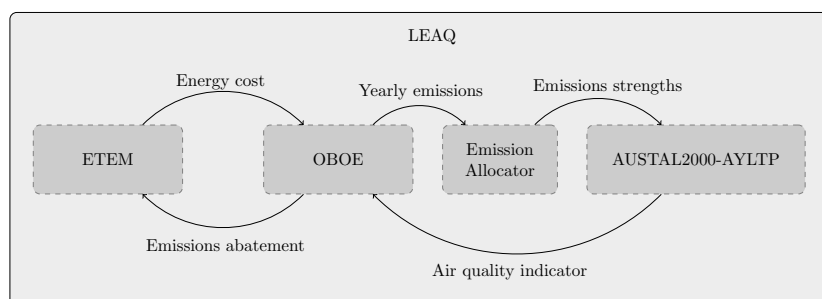 LEAQ
Energy cost
Yearly emissions
Emissions strengths
ETEM
OBOE
Emission
Allocator
AUSTAL2000-AYLTP
Emissions abatement
Air quality indicator